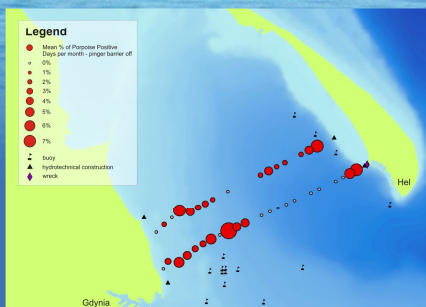 Legend
Mean % of Porpoise Positive
Days per month - pinger barrier off
0%
1%
2%
3%
4%
5%
6%
7%
buoy
hydrotechnical construction
wreck
Hel
Gdynia